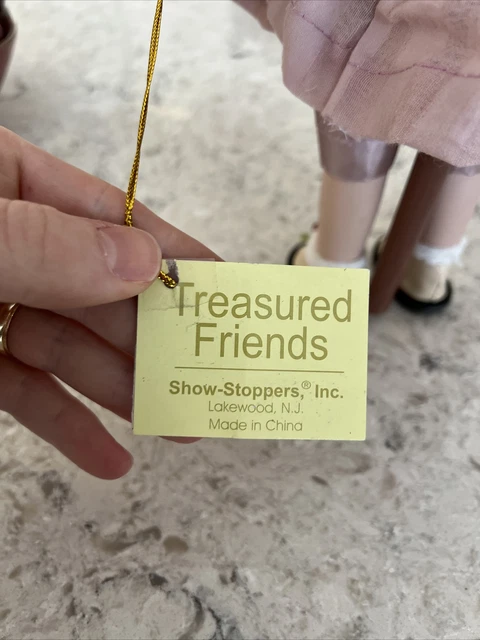 Treasured
Friends
Show-Stoppers,® Inc.
Lakewood, N.J.
Made in China